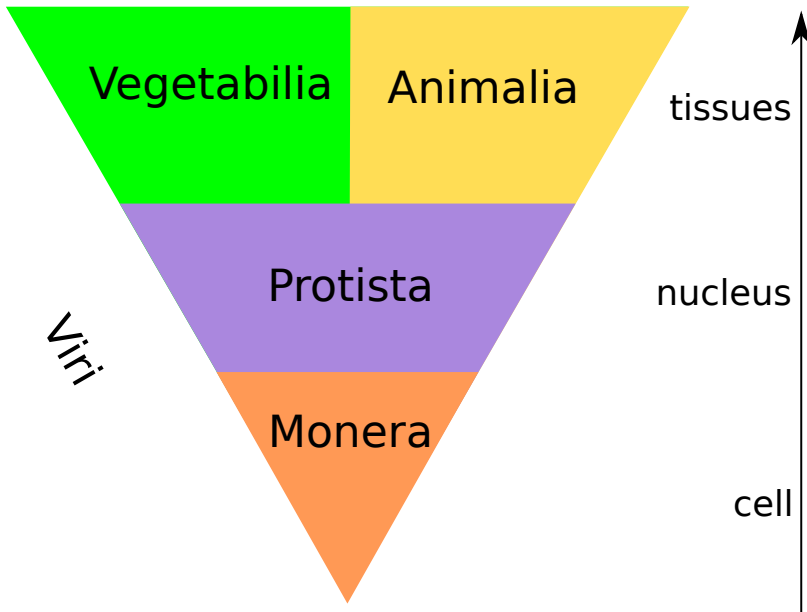 Vegetabilia
Animalia
tissues
Protista
nucleus
Viri
Monera
cell